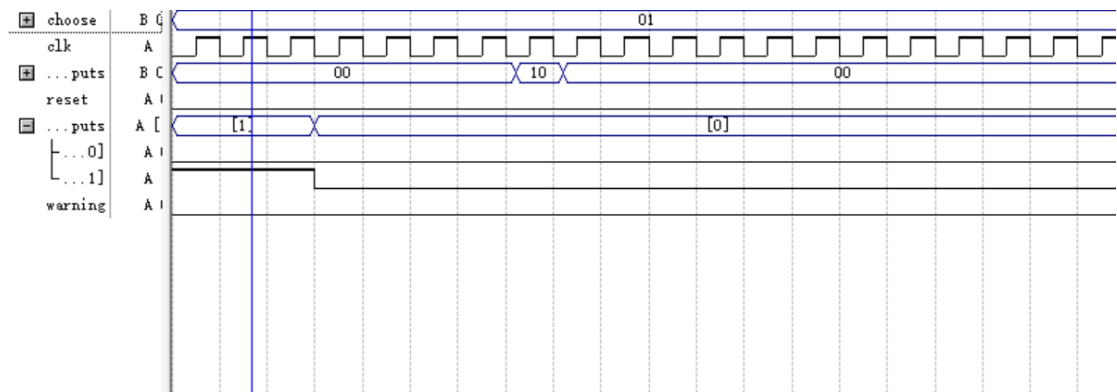 choose B 01
clk A
...puts B 00 10 00
reset A
...puts A [ [1] [0]
...0] A
...1] A
warning A